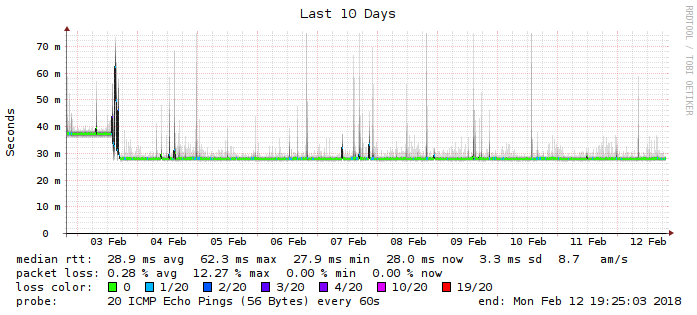 Last 10 Days
RRDTOOL / TOBI OETIKER
Seconds
70 m
60 m
50 m
40 m
30 m
20 m
10 m
0
03 Feb 04 Feb 05 Feb 06 Feb 07 Feb 08 Feb 09 Feb 10 Feb 11 Feb 12 Feb
median rtt: 28.9 ms avg 62.3 ms max 27.9 ms min 28.0 ms now 3.3 ms sd 8.7 am/s
packet loss: 0.28 % avg 12.27 % max 0.00 % min 0.00 % now
loss color: 0 1/20 2/20 3/20 4/20 10/20 19/20
probe: 20 ICMP Echo Pings (56 Bytes) every 60s end: Mon Feb 12 19:25:03 2018